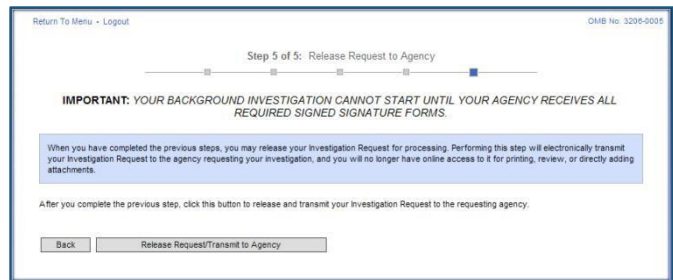 Return To Menu - Logout
OMB No. 3206-0005
Step 5 of 5: Release Request to Agency
IMPORTANT: YOUR BACKGROUND INVESTIGATION CANNOT START UNTIL YOUR AGENCY RECEIVES ALL
REQUIRED SIGNED SIGNATURE FORMS.
When you have completed the previous steps, you may release your Investigation Request for processing. Performing this step will electronically transmit
your Investigation Request to the agency requesting your investigation, and you will no longer have online access to it for printing, review, or directly adding
attachments.
After you complete the previous step, click this button to release and transmit your Investigation Request to the requesting agency.
Back
Release Request/Transmit to Agency